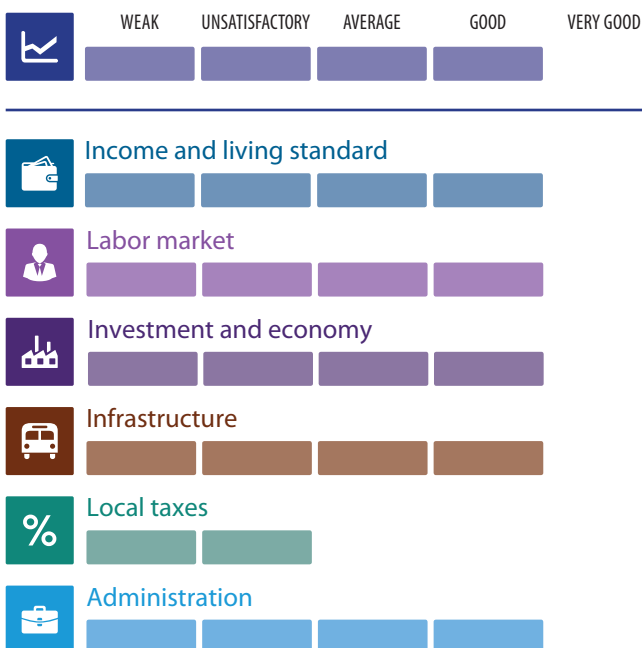 WEAK UNSATISFACTORY AVERAGE GOOD VERY GOOD
Income and living standard
Labor market
Investment and economy
Infrastructure
%
Local taxes
Administration